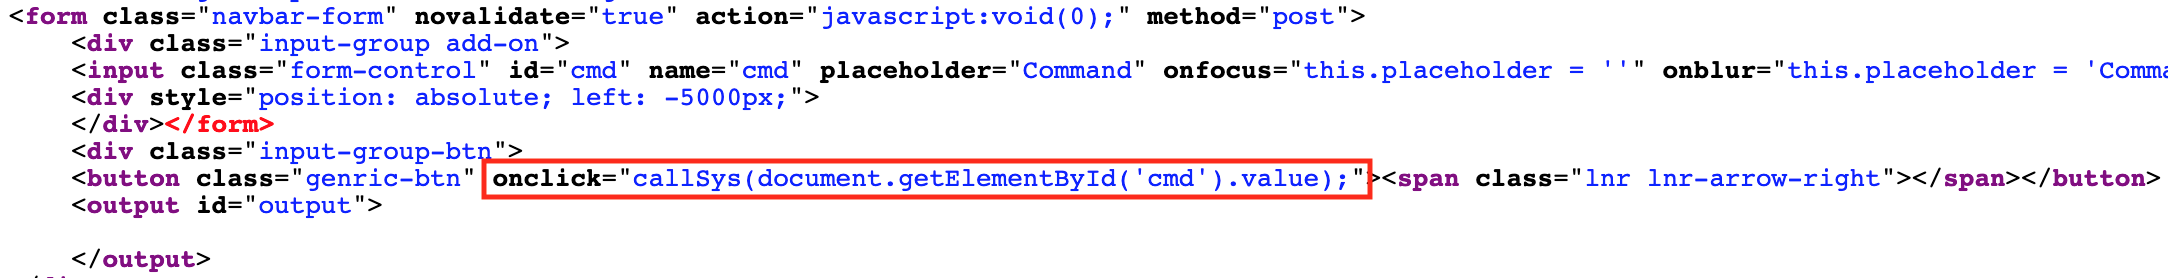 <form class="navbar-form" novalidate="true" action="javascript:void(0);" method="post">
<div class="input-group add-on">
<input class="form-control" id="cmd" name="cmd" placeholder="Command" onfocus="this.placeholder = ''" onblur="this.placeholder = 'Comma
<div style="position: absolute; left: -5000px;">
</div></form>
<div class="input-group-btn">
<button class="genric-btn" onclick="callSys(document.getElementById('cmd').value);"><span class="lnr lnr-arrow-right"></span></button>
<output id="output">
</output>